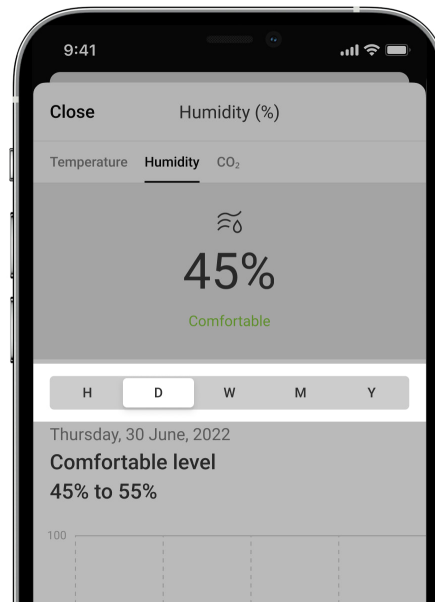 9:41
Close Humidity (%)
Temperature Humidity CO₂
45%
Comfortable
H D W M Y
Thursday, 30 June, 2022
Comfortable level
45% to 55%
100